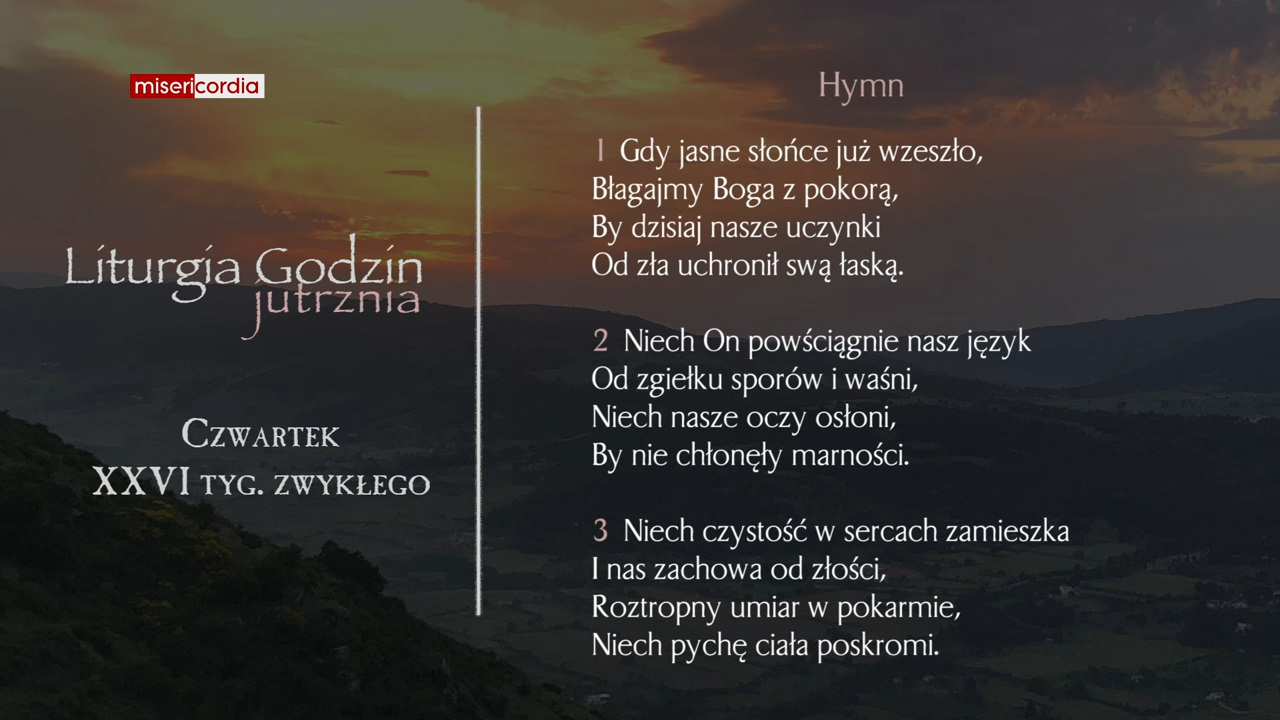 misericordia
Liturgia Godzin
jutrznia
Czwartek
XXVI tyg. zwykłego
Hymn
1 Gdy jasne słońce już wzeszło,
Błagajmy Boga z pokorą,
By dzisiaj nasze uczynki
Od zła uchronił swą łaską.
2 Niech On powściągnie nasz język
Od zgiełku sporów i waśni,
Niech nasze oczy osłoni,
By nie chłonęły marności.
3 Niech czystość w sercach zamieszka
I nas zachowa od złości,
Roztropny umiar w pokarmie,
Niech pychę ciała poskromi.